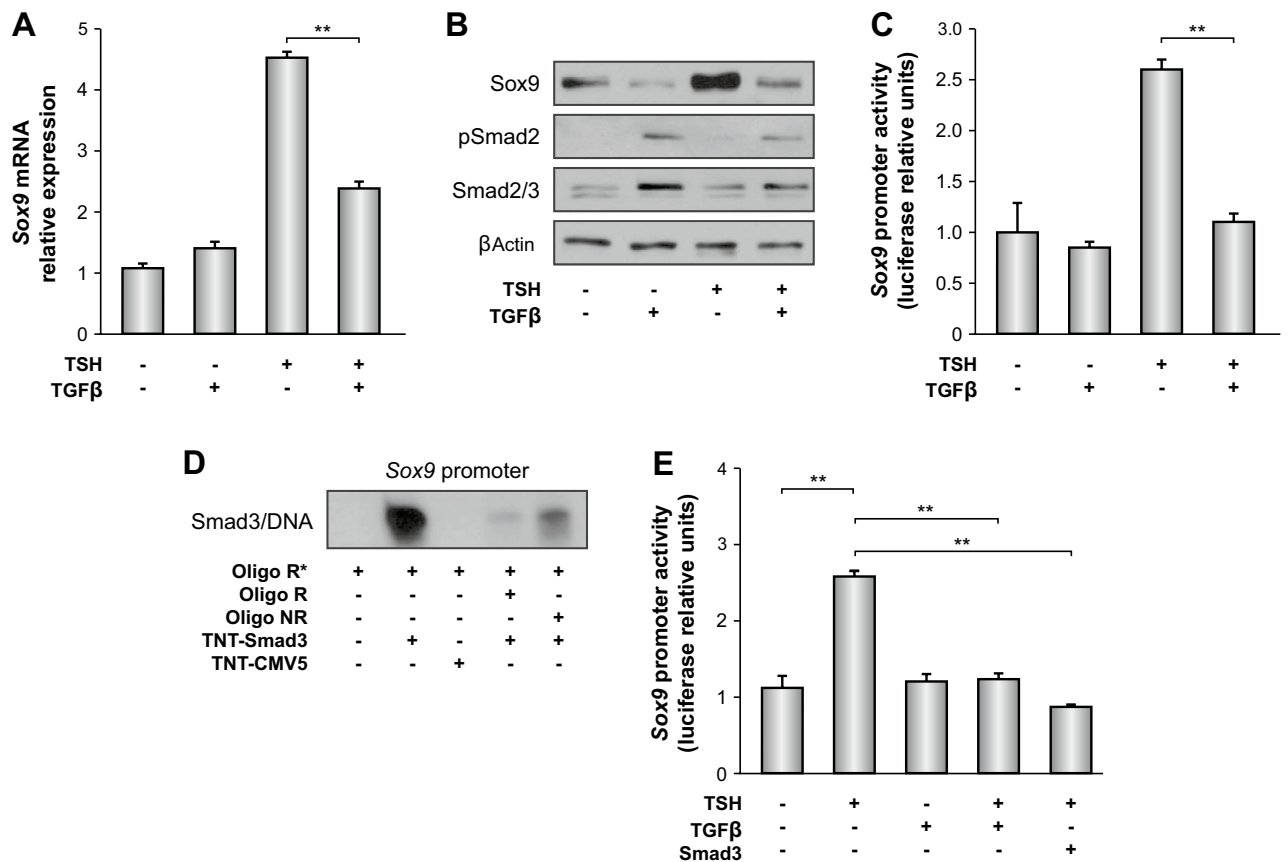 A
Sox9 mRNA
relative expression
5
4
3
2
1
0
**
TSH - - + +
TGFβ - + - +
B
Sox9
pSmad2
Smad2/3
βActin
TSH - - + +
TGFβ - + - +
C
Sox9 promoter activity
(luciferase relative units)
3.0
2.5
2.0
1.5
1.0
0.5
0
**
TSH - - + +
TGFβ - + - +
D
Sox9 promoter
Smad3/DNA
Oligo R* + + + + +
Oligo R - - - + -
Oligo NR - - - - +
TNT-Smad3 - + - + +
TNT-CMV5 - - + - -
E
Sox9 promoter activity
(luciferase relative units)
4
3
2
1
0
**
**
**
TSH - + - + +
TGFβ - - + + -
Smad3 - - - - +